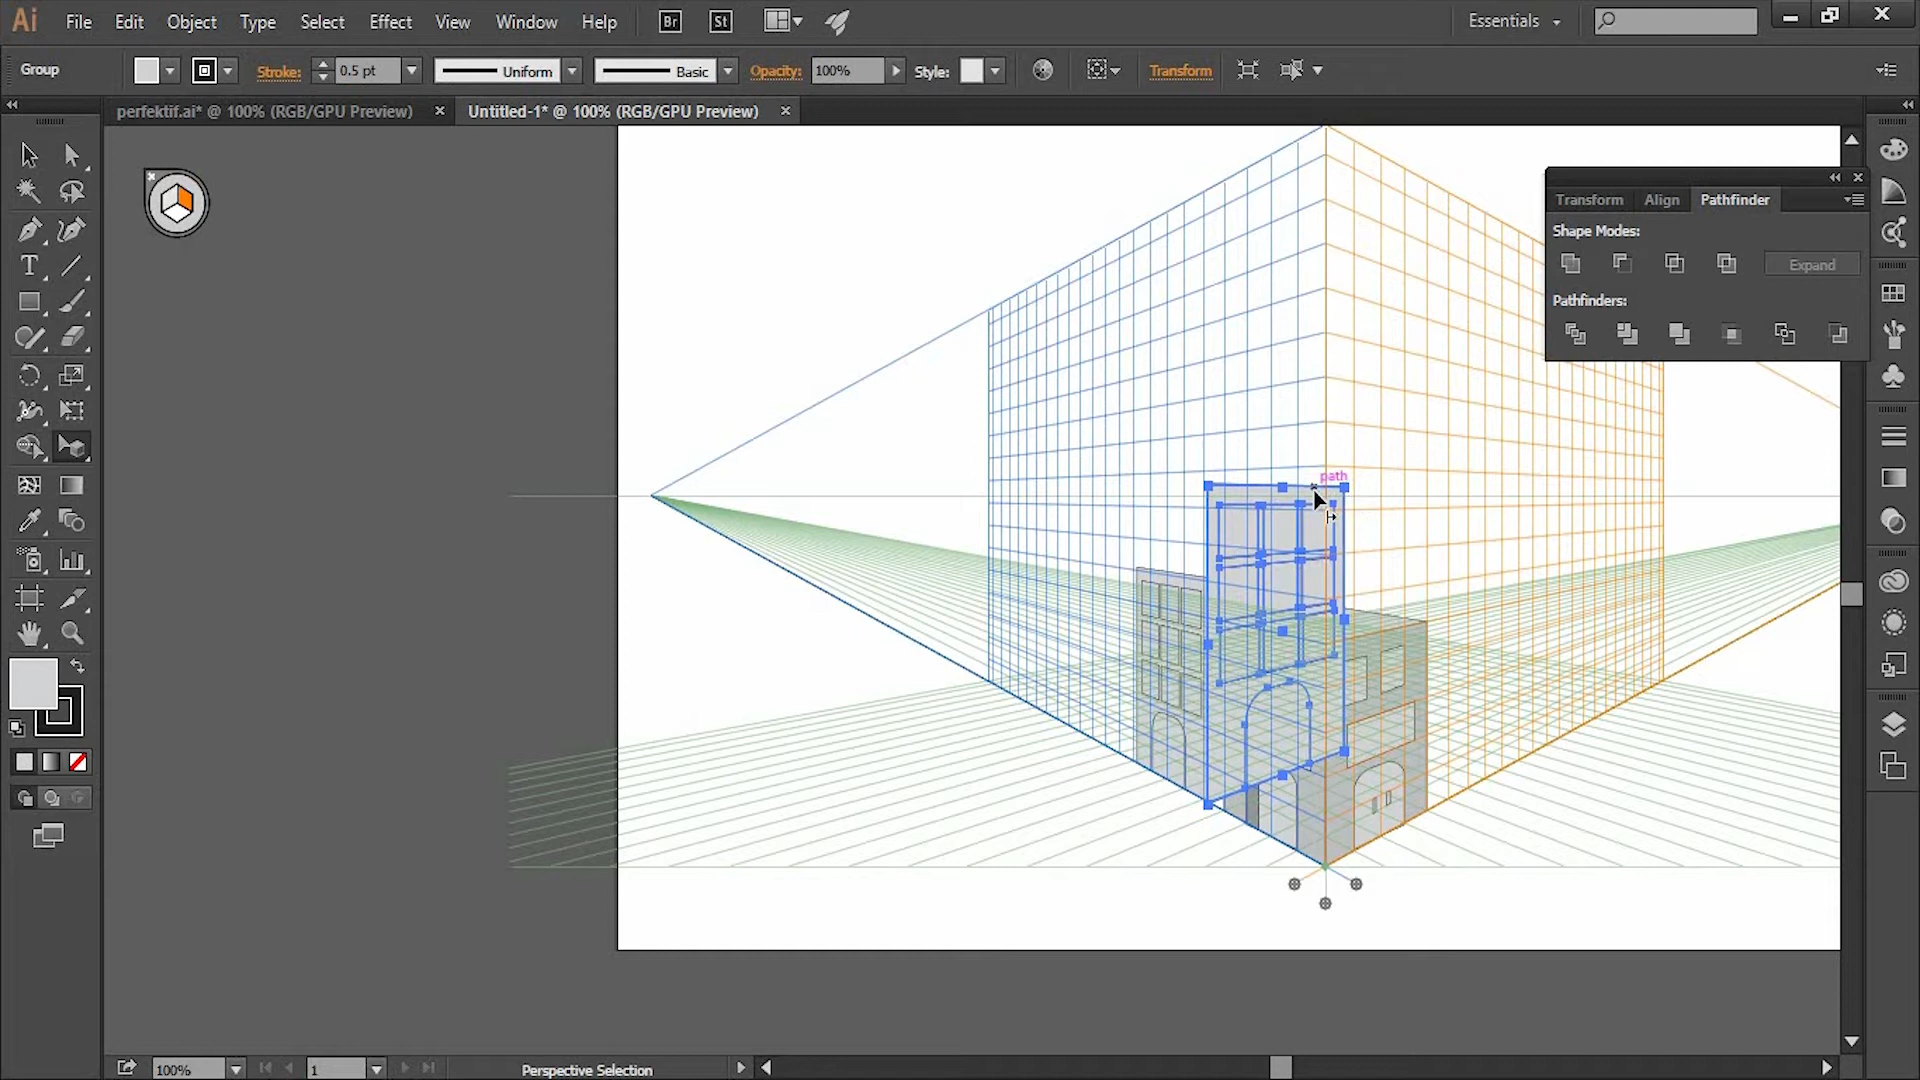 Ai File Edit Object Type Select Effect View Window Help Br St Essentials
Group Stroke: 0.5 pt Uniform Basic Opacity: 100% Style: Transform
perfektif.ai* @ 100% (RGB/GPU Preview) Untitled-1* @ 100% (RGB/GPU Preview)
Transform Align Pathfinder
Shape Modes:
Expand
Pathfinders:
path
100% 1 Perspective Selection